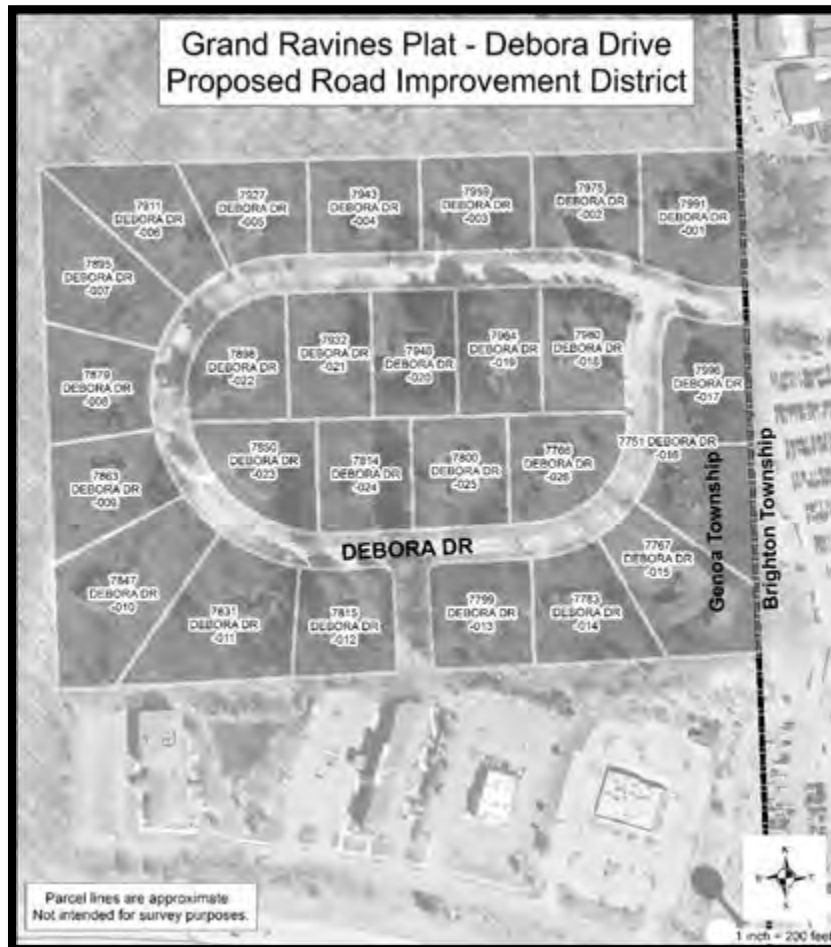 Grand Ravines Plat - Debora Drive
Proposed Road Improvement District
7911
DEBORA DR
-006
7927
DEBORA DR
-005
7943
DEBORA DR
-004
7959
DEBORA DR
-003
7975
DEBORA DR
-002
7991
DEBORA DR
-001
7895
DEBORA DR
-007
7879
DEBORA DR
-008
7898
DEBORA DR
-022
7932
DEBORA DR
-021
7948
DEBORA DR
-020
7964
DEBORA DR
-019
7980
DEBORA DR
-018
7996
DEBORA DR
-017
7863
DEBORA DR
-009
7850
DEBORA DR
-023
7814
DEBORA DR
-024
7800
DEBORA DR
-025
DEBORA DR
-026
7751 DEBORA DR
-016
7847
DEBORA DR
-010
7831
DEBORA DR
-011
7815
DEBORA DR
-012
DEBORA DR
7799
DEBORA DR
-013
7783
DEBORA DR
-014
7767
DEBORA DR
-015
Genoa Township
Brighton Township
Parcel lines are approximate
Not intended for survey purposes.
N
S
1 inch = 200 feet